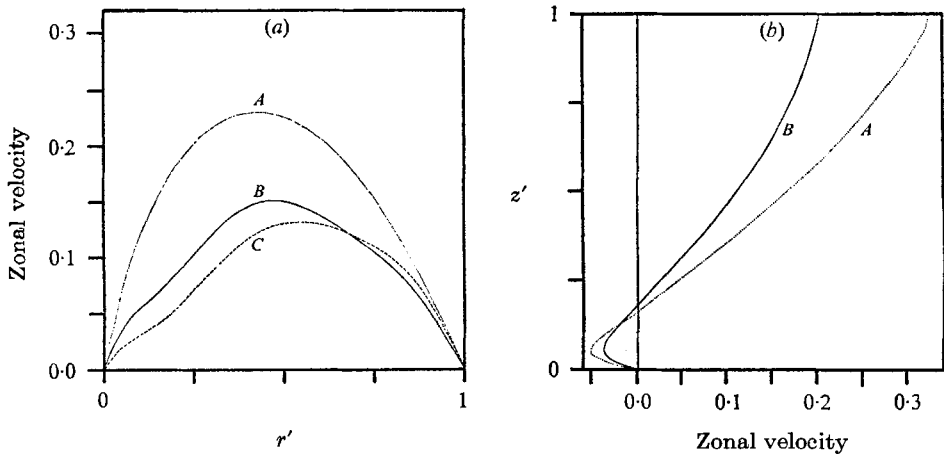 0·3
0·2
0·1
0·0
Zonal velocity
(a)
A
B
C
0
1
r′
1
z′
0
(b)
B
A
0·0
0·1
0·2
0·3
Zonal velocity